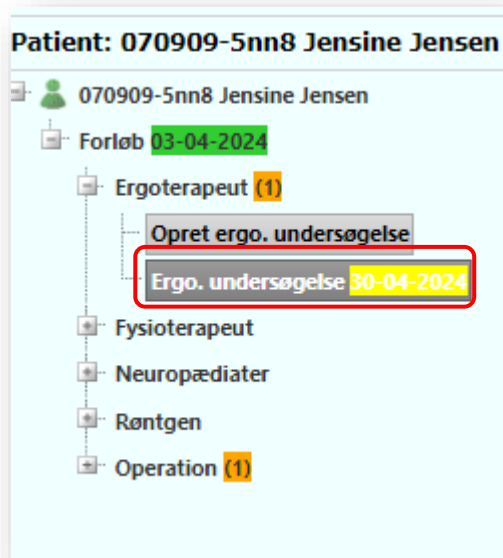 Patient: 070909-5nn8 Jensine Jensen
070909-5nn8 Jensine Jensen
Forløb 03-04-2024
Ergoterapeut (1)
Opret ergo. undersøgelse
Ergo. undersøgelse 30-04-2024
Fysioterapeut
Neuropædiater
Røntgen
Operation (1)